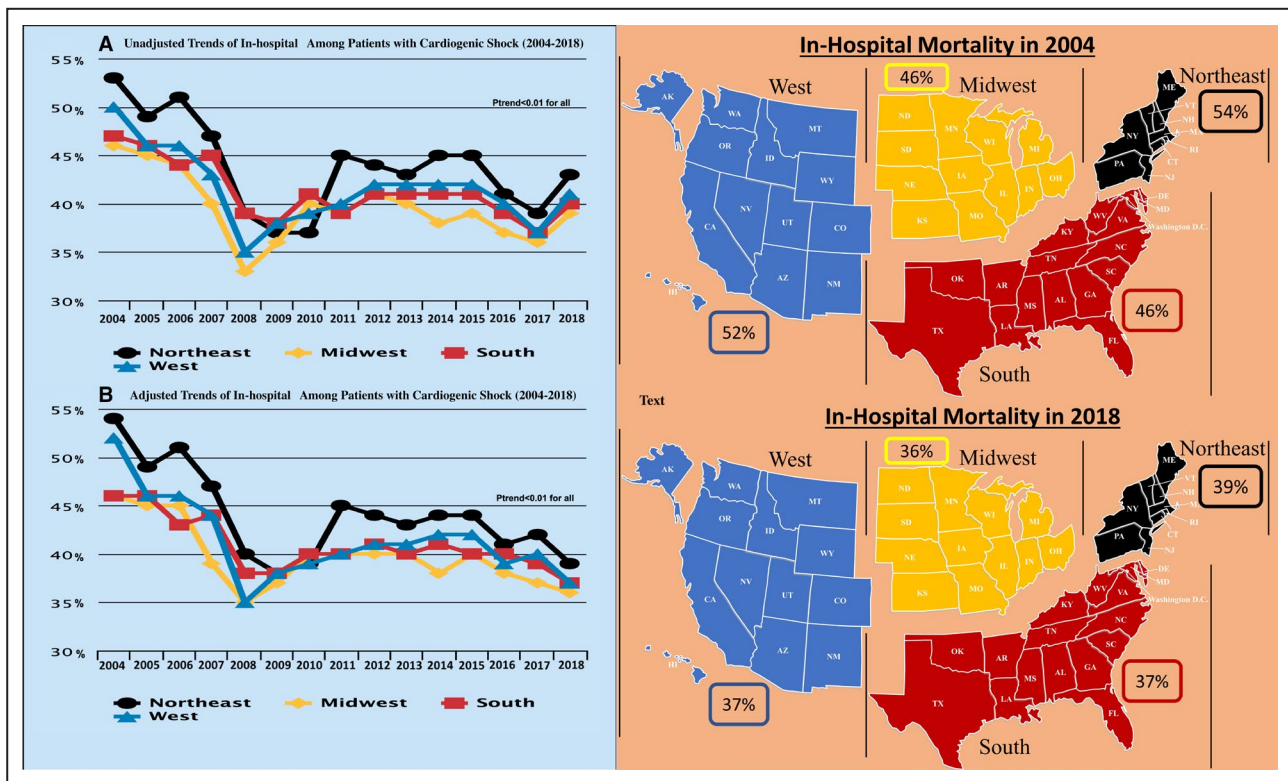 A Unadjusted Trends of In-hospital Among Patients with Cardiogenic Shock (2004-2018)
55%
50%
45%
40%
35%
30%
Ptrend<0.01 for all
2004 2005 2006 2007 2008 2009 2010 2011 2012 2013 2014 2015 2016 2017 2018
Northeast Midwest South
West
B Adjusted Trends of In-hospital Among Patients with Cardiogenic Shock (2004-2018)
55%
50%
45%
40%
35%
30%
Ptrend<0.01 for all
2004 2005 2006 2007 2008 2009 2010 2011 2012 2013 2014 2015 2016 2017 2018
Northeast Midwest South
West
In-Hospital Mortality in 2004
West
AK
WA
MT
OR
ID
WY
NV
UT
CO
CA
AZ
NM
HI
52%
46%
Midwest
ND
MN
SD
WI
MI
NE
IA
IL
IN
OH
KS
MO
Northeast
54%
ME
VT
NH
MA
NY
RI
CT
PA
NJ
DE
MD
Washington D.C.
WV
VA
KY
NC
TN
SC
OK
AR
MS
AL
GA
TX
LA
FL
46%
South
Text
In-Hospital Mortality in 2018
West
AK
WA
MT
OR
ID
WY
NV
UT
CO
CA
AZ
NM
HI
37%
36%
Midwest
ND
MN
SD
WI
MI
NE
IA
IL
IN
OH
KS
MO
Northeast
39%
ME
VT
NH
NY
RI
CT
PA
NJ
DE
MD
Washington D.C.
WV
VA
KY
NC
TN
SC
OK
AR
MS
AL
GA
TX
LA
FL
37%
South